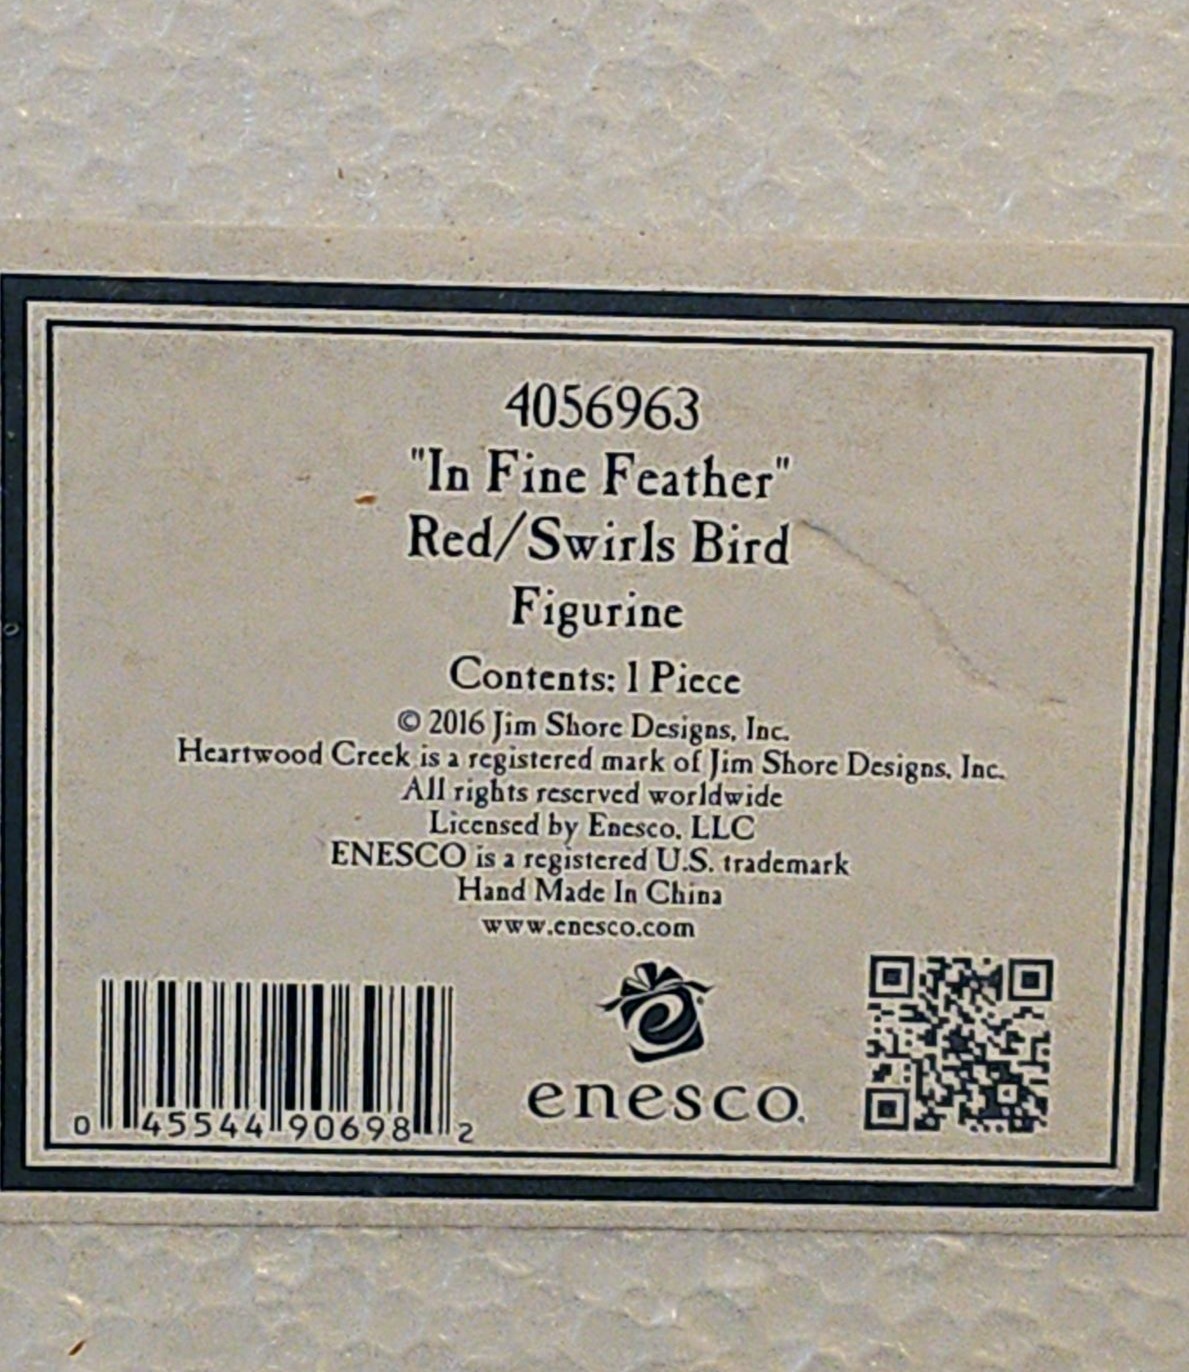 4056963
"In Fine Feather"
Red/Swirls Bird
Figurine
Contents: 1 Piece
© 2016 Jim Shore Designs, Inc.
Heartwood Creek is a registered mark of Jim Shore Designs, Inc.
All rights reserved worldwide
Licensed by Enesco, LLC
ENESCO is a registered U.S. trademark
Hand Made In China
www.enesco.com
enesco.
0 45544 90698 2